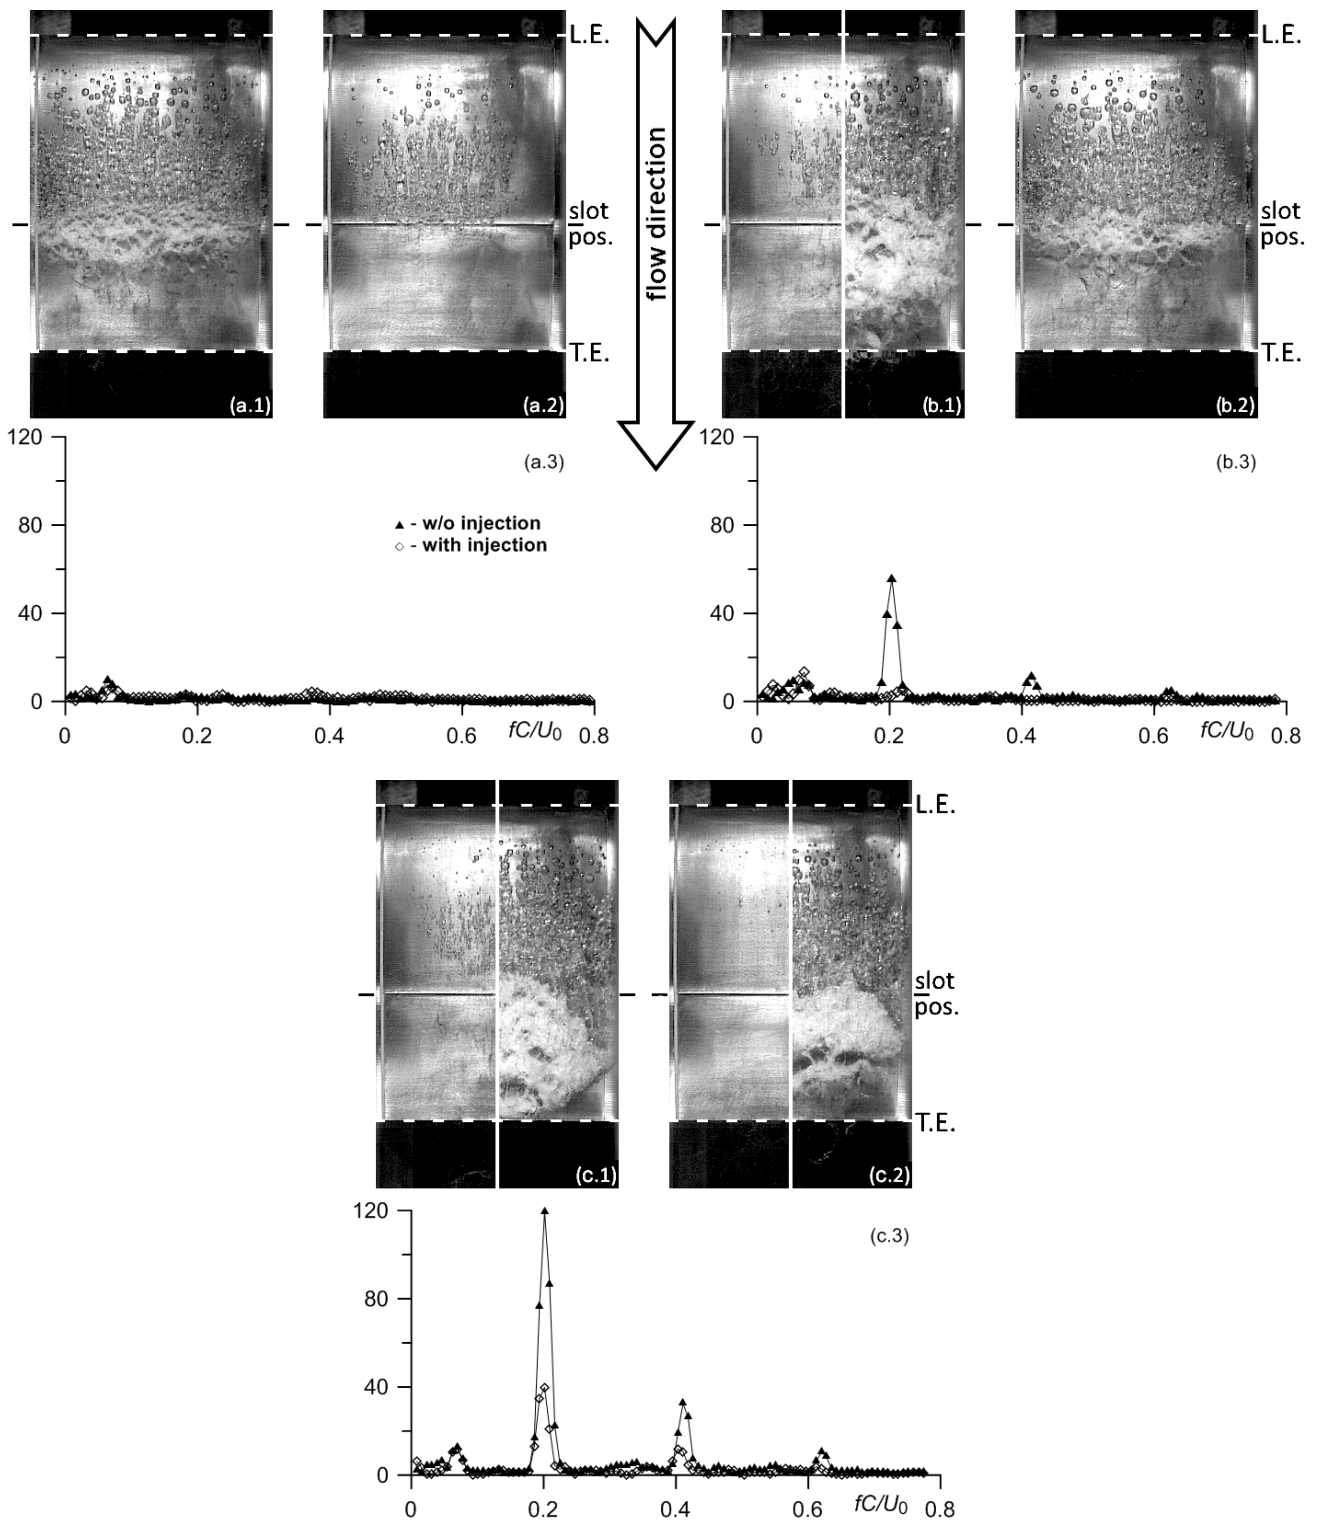 L.E.
L.E.
slot
pos.
flow direction
slot
pos.
T.E.
T.E.
(a.1)
(a.2)
(b.1)
(b.2)
120
(a.3)
80
▲ - w/o injection
◇ - with injection
40
0
0
0.2
0.4
0.6
fC/U0
0.8
120
(b.3)
80
40
0
0
0.2
0.4
0.6
fC/U0
0.8
L.E.
slot
pos.
T.E.
(c.1)
(c.2)
120
(c.3)
80
40
0
0
0.2
0.4
0.6
fC/U0
0.8